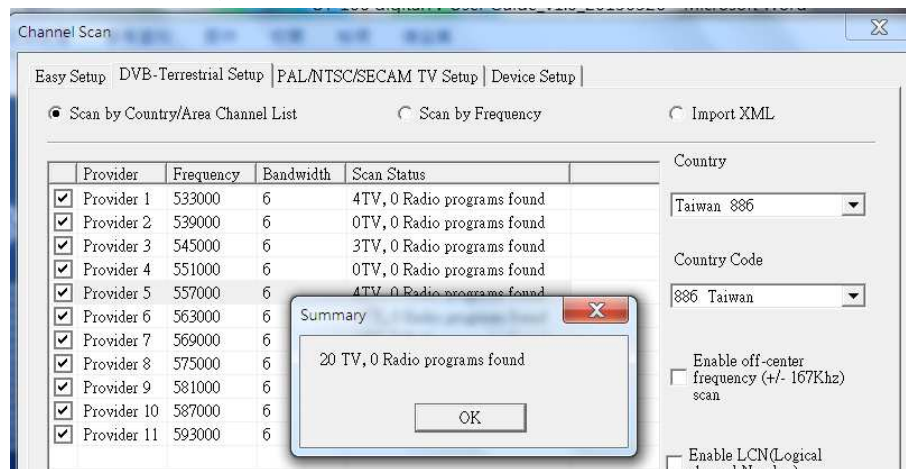 Channel Scan
Easy Setup DVB-Terrestrial Setup PAL/NTSC/SECAM TV Setup Device Setup
Scan by Country/Area Channel List Scan by Frequency Import XML
Provider Frequency Bandwidth Scan Status
Provider 1 533000 6 4TV, 0 Radio programs found
Provider 2 539000 6 0TV, 0 Radio programs found
Provider 3 545000 6 3TV, 0 Radio programs found
Provider 4 551000 6 0TV, 0 Radio programs found
Provider 5 557000 6 4TV, 0 Radio programs found
Provider 6 563000 6
Provider 7 569000 6
Provider 8 575000 6
Provider 9 581000 6
Provider 10 587000 6
Provider 11 593000 6
Summary
20 TV, 0 Radio programs found
OK
Country
Taiwan 886
Country Code
886 Taiwan
Enable off-center
frequency (+/- 167Khz)
scan
Enable LCN(Logical